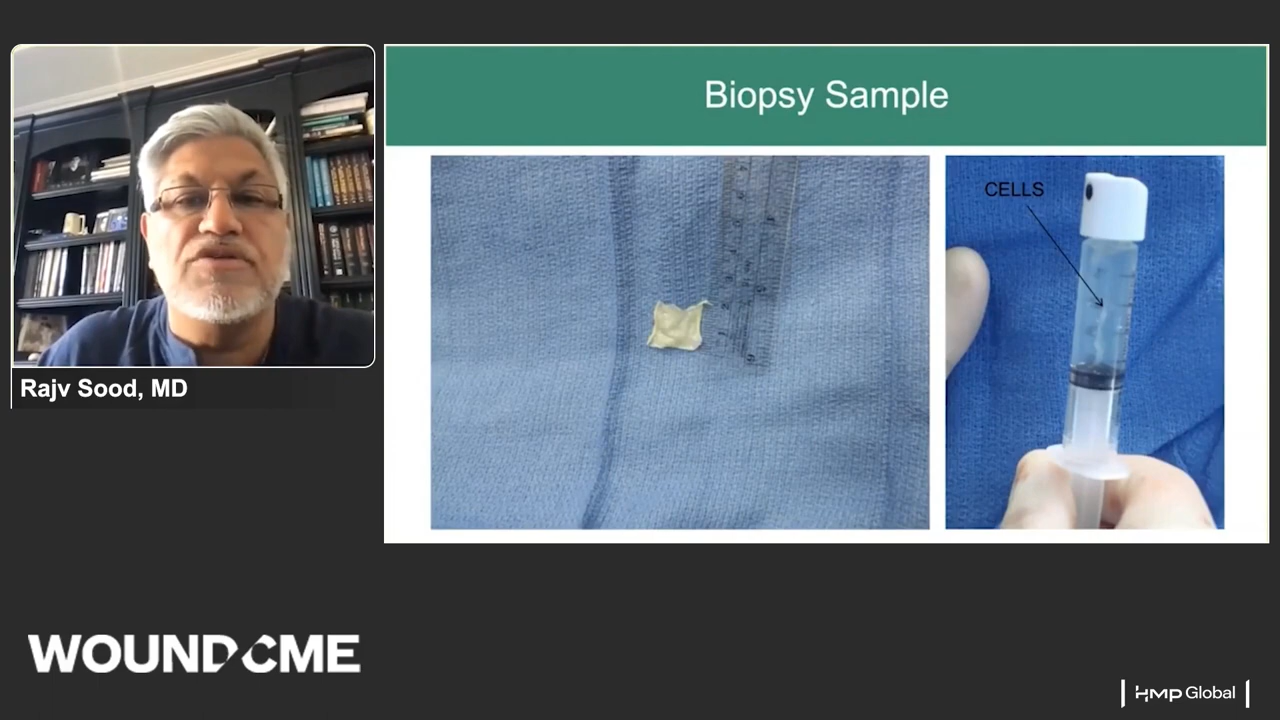 Biopsy Sample
CELLS
Rajv Sood, MD
WOUNDCME
HMP Global